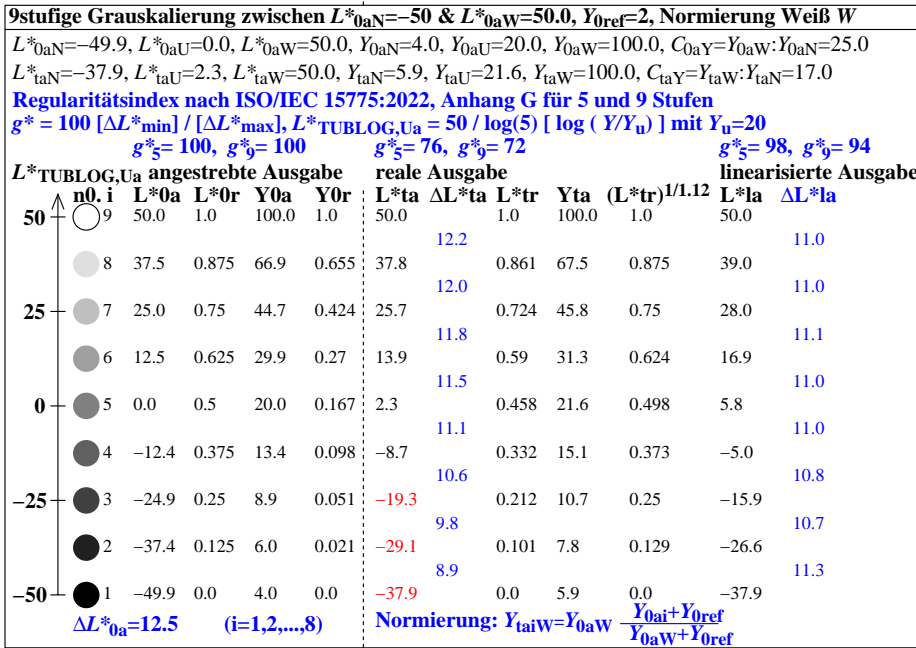 9stufige Grauskalierung zwischen L*0aN=−50 & L*0aW=50.0, Y0ref=2, Normierung Weiß W
L*0aN=−49.9, L*0aU=0.0, L*0aW=50.0, Y0aN=4.0, Y0aU=20.0, Y0aW=100.0, C0aY=Y0aW:Y0aN=25.0
L*taN=−37.9, L*taU=2.3, L*taW=50.0, YtaN=5.9, YtaU=21.6, YtaW=100.0, CtaY=YtaW:YtaN=17.0
Regularitätsindex nach ISO/IEC 15775:2022, Anhang G für 5 und 9 Stufen
g* = 100 [ΔL*min] / [ΔL*max], L*TUBLOG,Ua = 50 / log(5) [ log ( Y/Yu) ] mit Yu=20
g*5= 100, g*9= 100 g*5= 76, g*9= 72 g*5= 98, g*9= 94
L*TUBLOG,Ua angestrebte Ausgabe reale Ausgabe linearisierte Ausgabe
n0. i L*0a L*0r Y0a Y0r L*ta ΔL*ta L*tr Yta (L*tr)1/1.12 L*la ΔL*la
50 9 50.0 1.0 100.0 1.0 50.0 1.0 100.0 1.0 50.0
12.2 11.0
8 37.5 0.875 66.9 0.655 37.8 0.861 67.5 0.875 39.0
12.0 11.0
25 7 25.0 0.75 44.7 0.424 25.7 0.724 45.8 0.75 28.0
11.8 11.1
6 12.5 0.625 29.9 0.27 13.9 0.59 31.3 0.624 16.9
11.5 11.0
0 5 0.0 0.5 20.0 0.167 2.3 0.458 21.6 0.498 5.8
11.1 11.0
4 −12.4 0.375 13.4 0.098 −8.7 0.332 15.1 0.373 −5.0
10.6 10.8
−25 3 −24.9 0.25 8.9 0.051 −19.3 0.212 10.7 0.25 −15.9
9.8 10.7
2 −37.4 0.125 6.0 0.021 −29.1 0.101 7.8 0.129 −26.6
8.9 11.3
−50 1 −49.9 0.0 4.0 0.0 −37.9 0.0 5.9 0.0 −37.9
ΔL*0a=12.5 (i=1,2,...,8) Normierung: YtaiW=Y0aW Y0ai+Y0ref
Y0aW+Y0ref